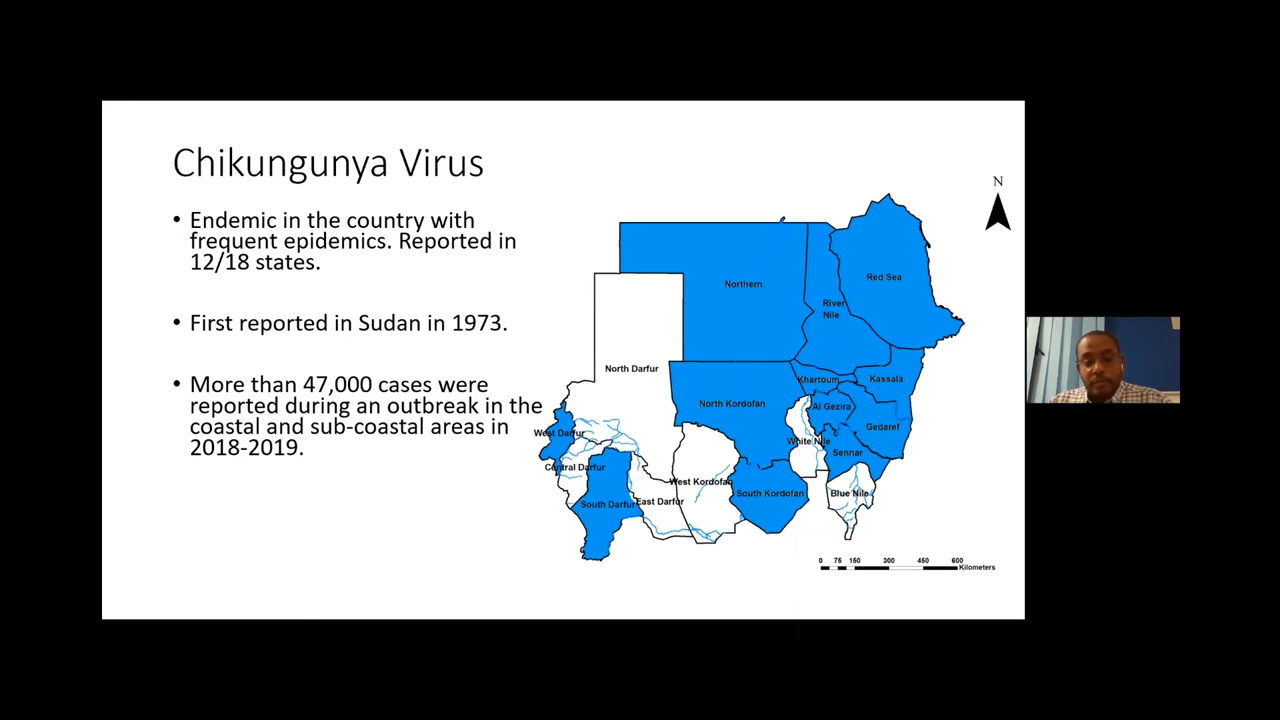 Chikungunya Virus
• Endemic in the country with
frequent epidemics. Reported in
12/18 states.
• First reported in Sudan in 1973.
• More than 47,000 cases were
reported during an outbreak in the
coastal and sub-coastal areas in
2018-2019.
N
Red Sea
Northern
River
Nile
North Darfur
Khartoum
Kassala
North Kordofan
Al Gezira
Gedaref
West Darfur
White Nile
Sennar
Central Darfur
West Kordofan
South Kordofan
Blue Nile
South Darfur
East Darfur
0 75 150 300 450 600
Kilometers